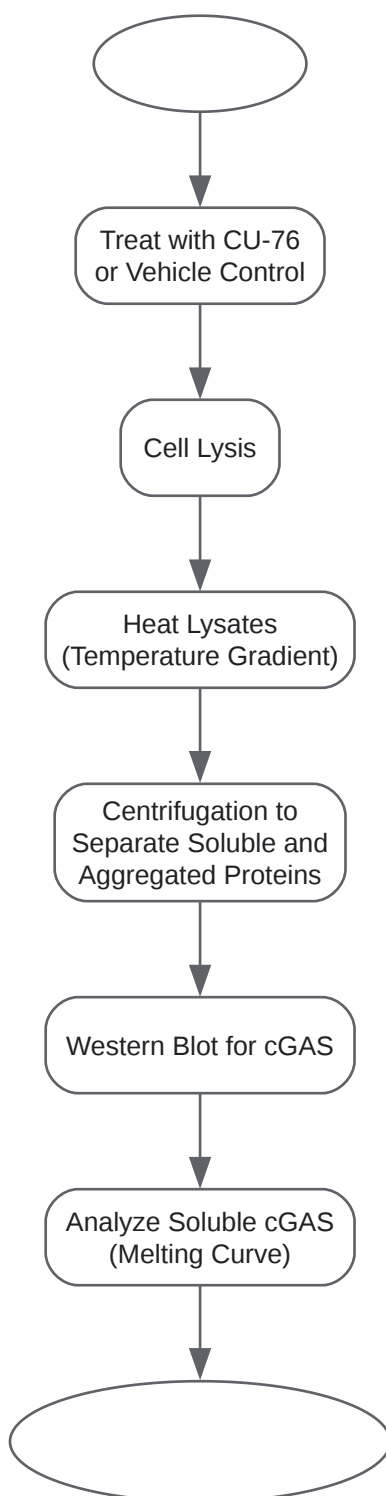 Treat with CU-76
or Vehicle Control
Cell Lysis
Heat Lysates
(Temperature Gradient)
Centrifugation to
Separate Soluble and
Aggregated Proteins
Western Blot for cGAS
Analyze Soluble cGAS
(Melting Curve)